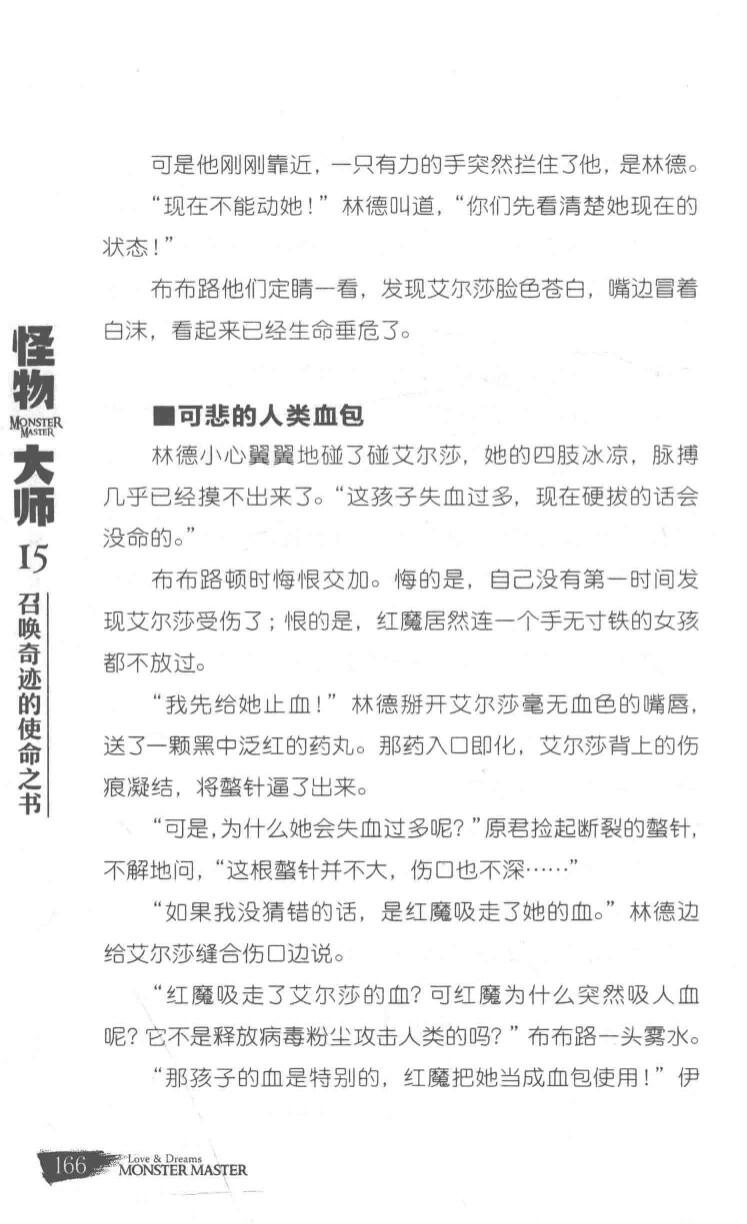 可是他刚刚靠近，一只有力的手突然拦住了他，是林德。
“现在不能动她！”林德叫道，“你们先看清楚她现在的
状态！”
布布路他们定睛一看，发现艾尔莎脸色苍白，嘴边冒着
白沫，看起来已经生命垂危了。
■可悲的人类血包
林德小心翼翼地碰了碰艾尔莎，她的四肢冰凉，脉搏
几乎已经摸不出来了。“这孩子失血过多，现在硬拔的话会
没命的。”
布布路顿时悔恨交加。悔的是，自己没有第一时间发
现艾尔莎受伤了；恨的是，红魔居然连一个手无寸铁的女孩
都不放过。
“我先给她止血！”林德掰开艾尔莎毫无血色的嘴唇，
送了一颗黑中泛红的药丸。那药入口即化，艾尔莎背上的伤
痕凝结，将螫针逼了出来。
“可是，为什么她会失血过多呢？”原君捡起断裂的螫针，
不解地问，“这根螫针并不大，伤口也不深……”
“如果我没猜错的话，是红魔吸走了她的血。”林德边
给艾尔莎缝合伤口边说。
“红魔吸走了艾尔莎的血？可红魔为什么突然吸人血
呢？它不是释放病毒粉尘攻击人类的吗？”布布路一头雾水。
“那孩子的血是特别的，红魔把她当成血包使用！”伊
怪物
MONSTER
MASTER
大师
15
召唤奇迹的使命之书
166
Love & Dreams
MONSTER MASTER